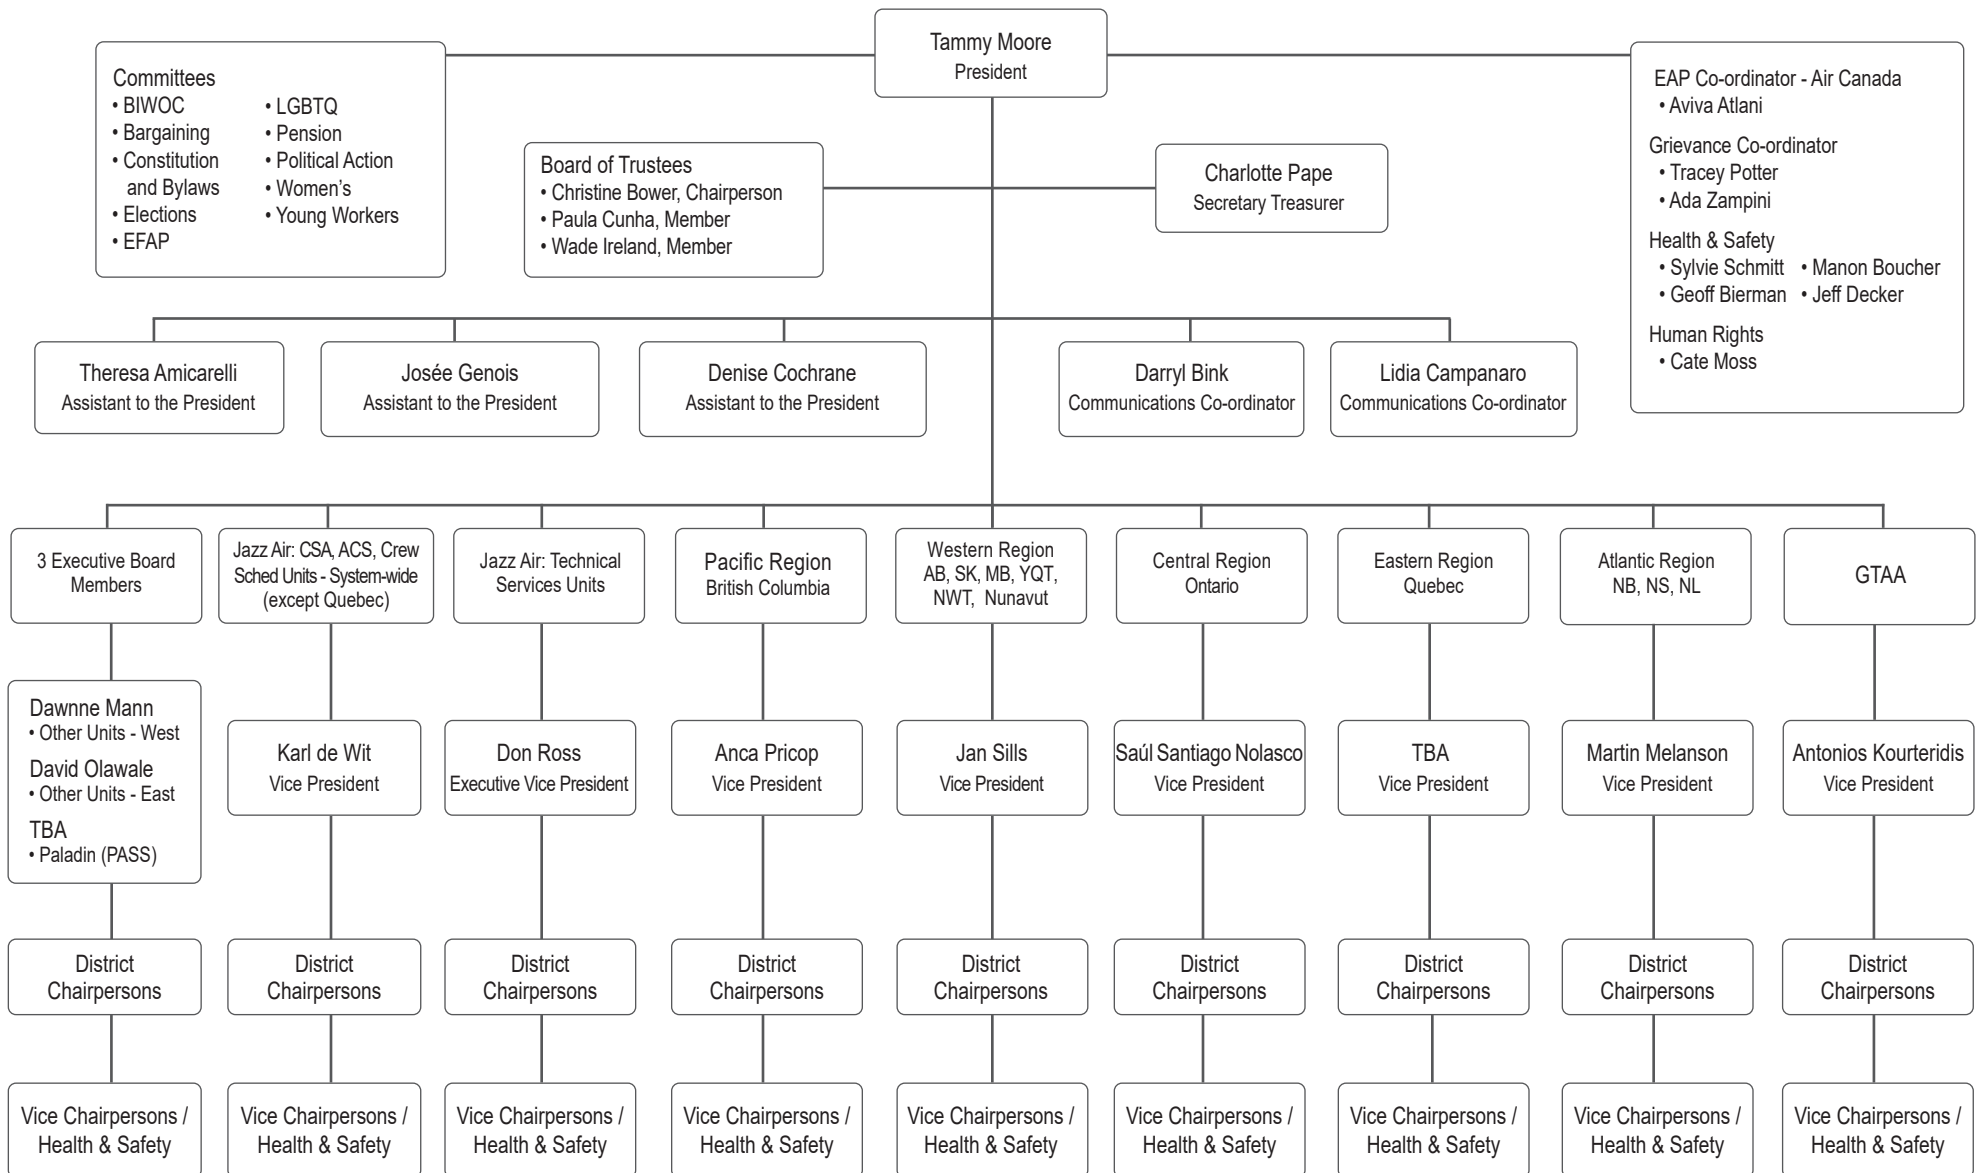 Tammy Moore
President
Committees
• BIWOC
• Bargaining
• Constitution
and Bylaws
• Elections
• EFAP
• LGBTQ
• Pension
• Political Action
• Women’s
• Young Workers
EAP Co-ordinator - Air Canada
• Aviva Atlani
Grievance Co-ordinator
• Tracey Potter
• Ada Zampini
Health & Safety
• Sylvie Schmitt • Manon Boucher
• Geoff Bierman • Jeff Decker
Human Rights
• Cate Moss
Board of Trustees
• Christine Bower, Chairperson
• Paula Cunha, Member
• Wade Ireland, Member
Charlotte Pape
Secretary Treasurer
Theresa Amicarelli
Assistant to the President
Josée Genois
Assistant to the President
Denise Cochrane
Assistant to the President
Darryl Bink
Communications Co-ordinator
Lidia Campanaro
Communications Co-ordinator
3 Executive Board
Members
Jazz Air: CSA, ACS, Crew
Sched Units - System-wide
(except Quebec)
Jazz Air: Technical
Services Units
Pacific Region
British Columbia
Western Region
AB, SK, MB, YQT,
NWT, Nunavut
Central Region
Ontario
Eastern Region
Quebec
Atlantic Region
NB, NS, NL
GTAA
Dawnne Mann
• Other Units - West
David Olawale
• Other Units - East
TBA
• Paladin (PASS)
Karl de Wit
Vice President
Don Ross
Executive Vice President
Anca Pricop
Vice President
Jan Sills
Vice President
Saúl Santiago Nolasco
Vice President
TBA
Vice President
Martin Melanson
Vice President
Antonios Kourteridis
Vice President
District
Chairpersons
District
Chairpersons
District
Chairpersons
District
Chairpersons
District
Chairpersons
District
Chairpersons
District
Chairpersons
District
Chairpersons
District
Chairpersons
Vice Chairpersons /
Health & Safety
Vice Chairpersons /
Health & Safety
Vice Chairpersons /
Health & Safety
Vice Chairpersons /
Health & Safety
Vice Chairpersons /
Health & Safety
Vice Chairpersons /
Health & Safety
Vice Chairpersons /
Health & Safety
Vice Chairpersons /
Health & Safety
Vice Chairpersons /
Health & Safety